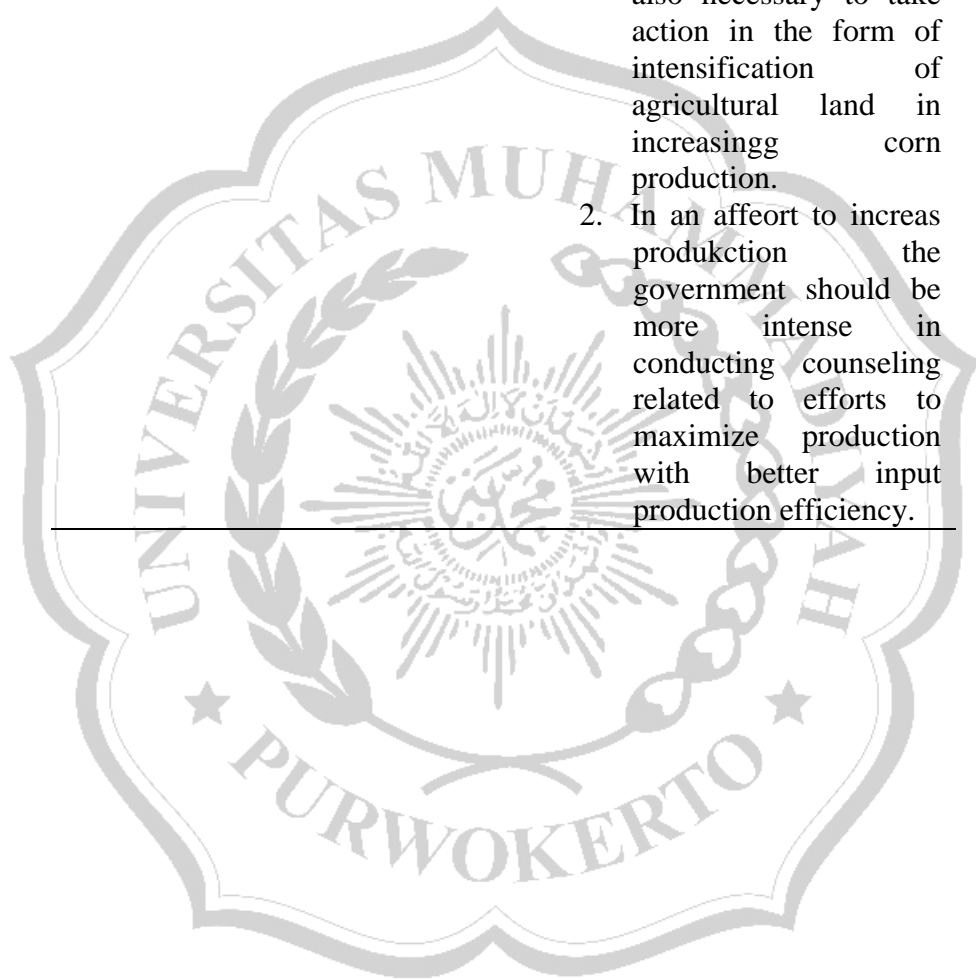 also necessary to take
action in the form of
intensification of
agricultural land in
increasingg corn
production.
2. In an affeort to increas
produkction the
government should be
more intense in
conducting counseling
related to efforts to
maximize production
with better input
production efficiency.
UNIVERSITAS MUHAMMADIYAH
PURWOKERTO